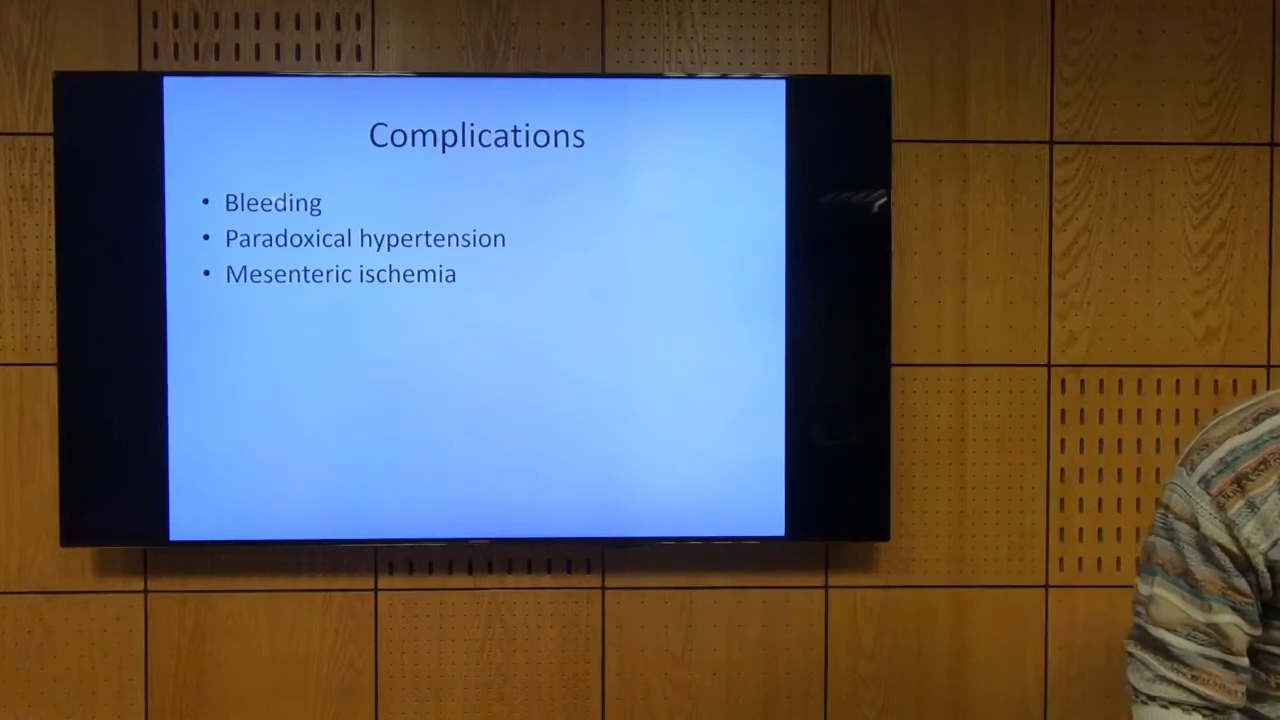 Complications
• Bleeding
• Paradoxical hypertension
• Mesenteric ischemia